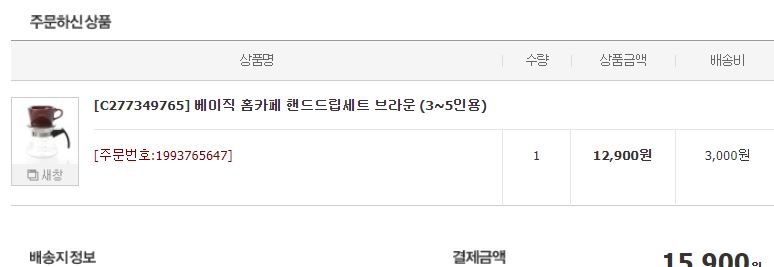 주문하신 상품
상품명 수량 상품금액 배송비
[C277349765] 베이직 홈카페 핸드드립세트 브라운 (3~5인용)
[주문번호:1993765647] 1 12,900원 3,000원
새창
배송지 정보 결제금액 15,900원